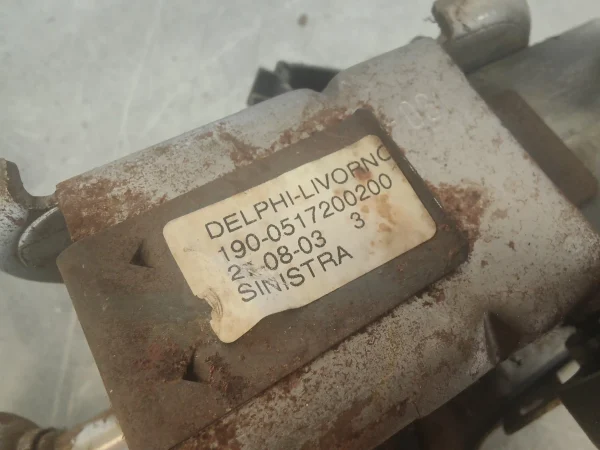 DELPHI-LIVORNO
190-0517200200
-08-03 3
SINISTRA